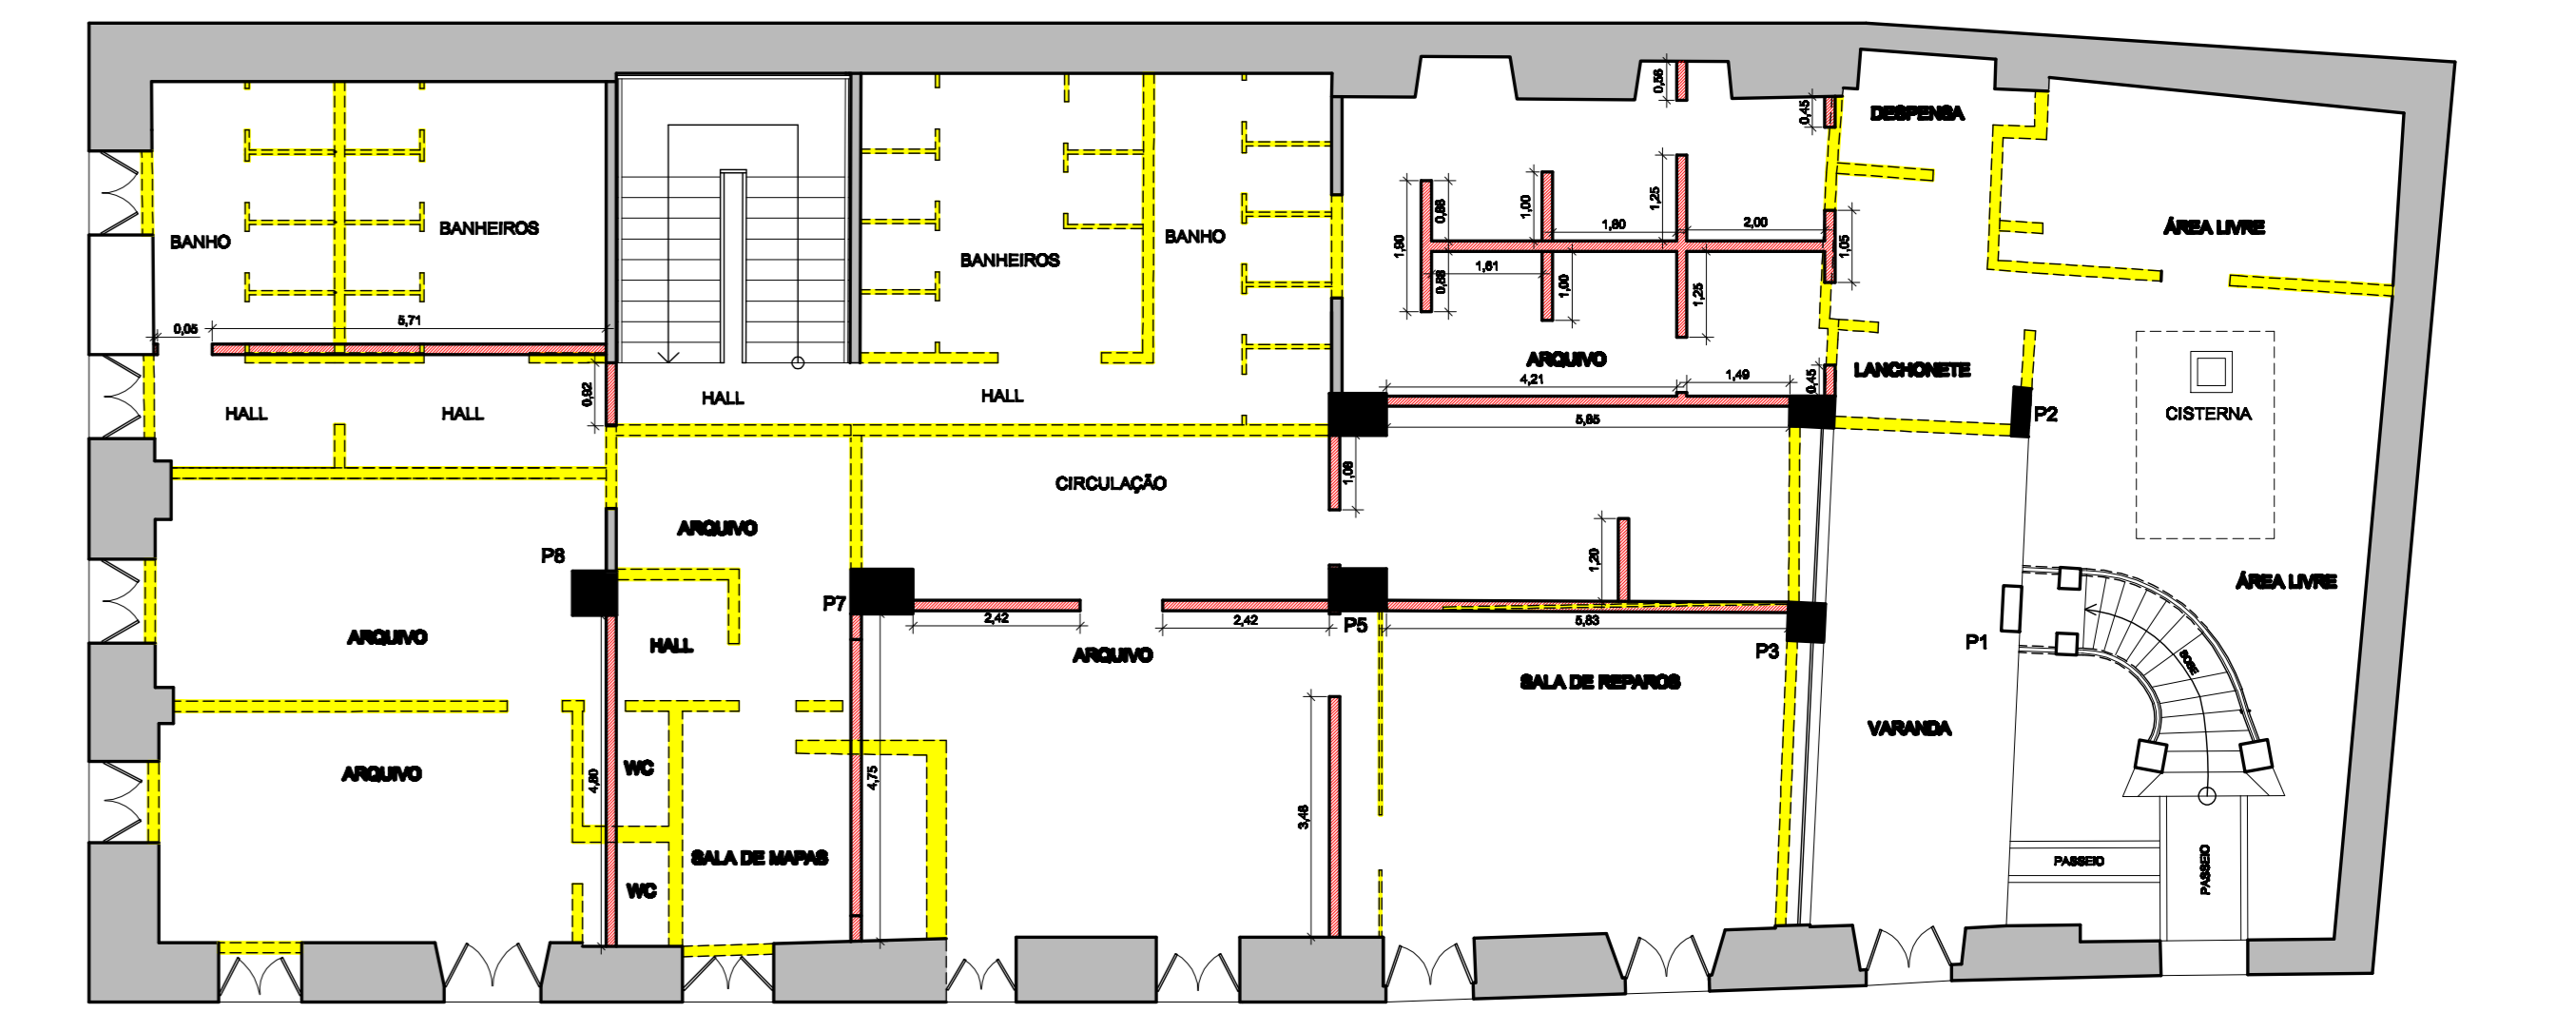 0,56
0,45
DESPENSA
BANHO
BANHEIROS
BANHEIROS
BANHO
1,90
0,86
1,00
1,25
1,80
2,00
1,05
ÁREA LIVRE
1,61
0,86
1,00
1,25
0,05
5,71
ARQUIVO
4,21
1,49
0,45
LANCHONETE
0,92
HALL
HALL
HALL
HALL
5,85
P2
CISTERNA
1,08
CIRCULAÇÃO
ARQUIVO
P8
1,20
ÁREA LIVRE
P7
2,42
2,42
P5
5,83
P3
P1
ARQUIVO
HALL
ARQUIVO
SALA DE REPAROS
SOBE
VARANDA
ARQUIVO
WC
4,80
4,75
3,48
SALA DE MAPAS
WC
PASSEIO
PASSEIO